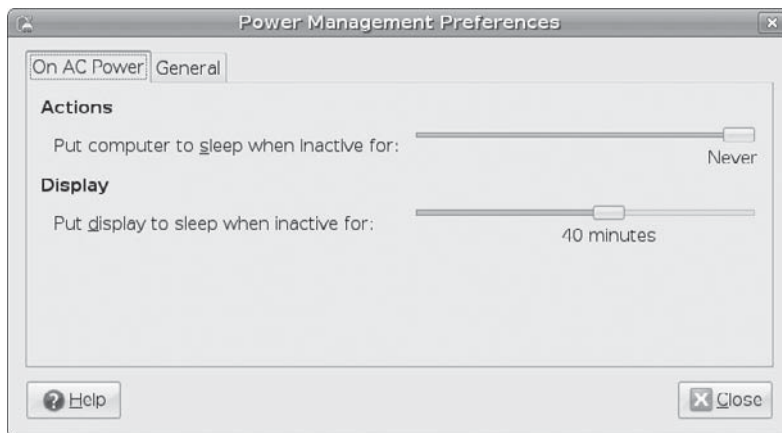 Power Management Preferences
On AC Power General
Actions
Put computer to sleep when inactive for:
Never
Display
Put display to sleep when inactive for:
40 minutes
Help Close